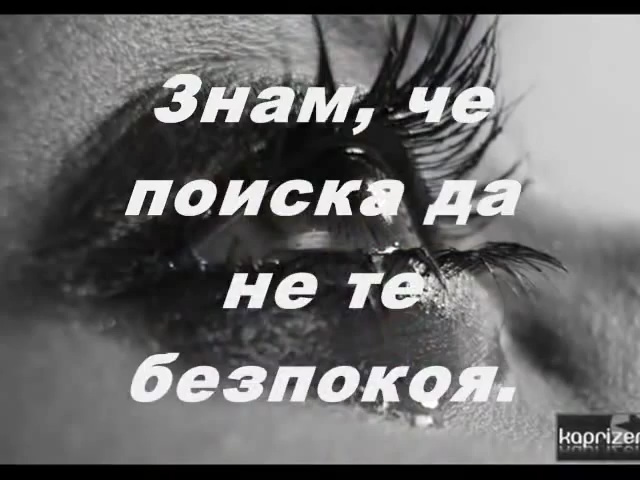 Знам, че
поиска да
не те
безпокоя.
kaprizen